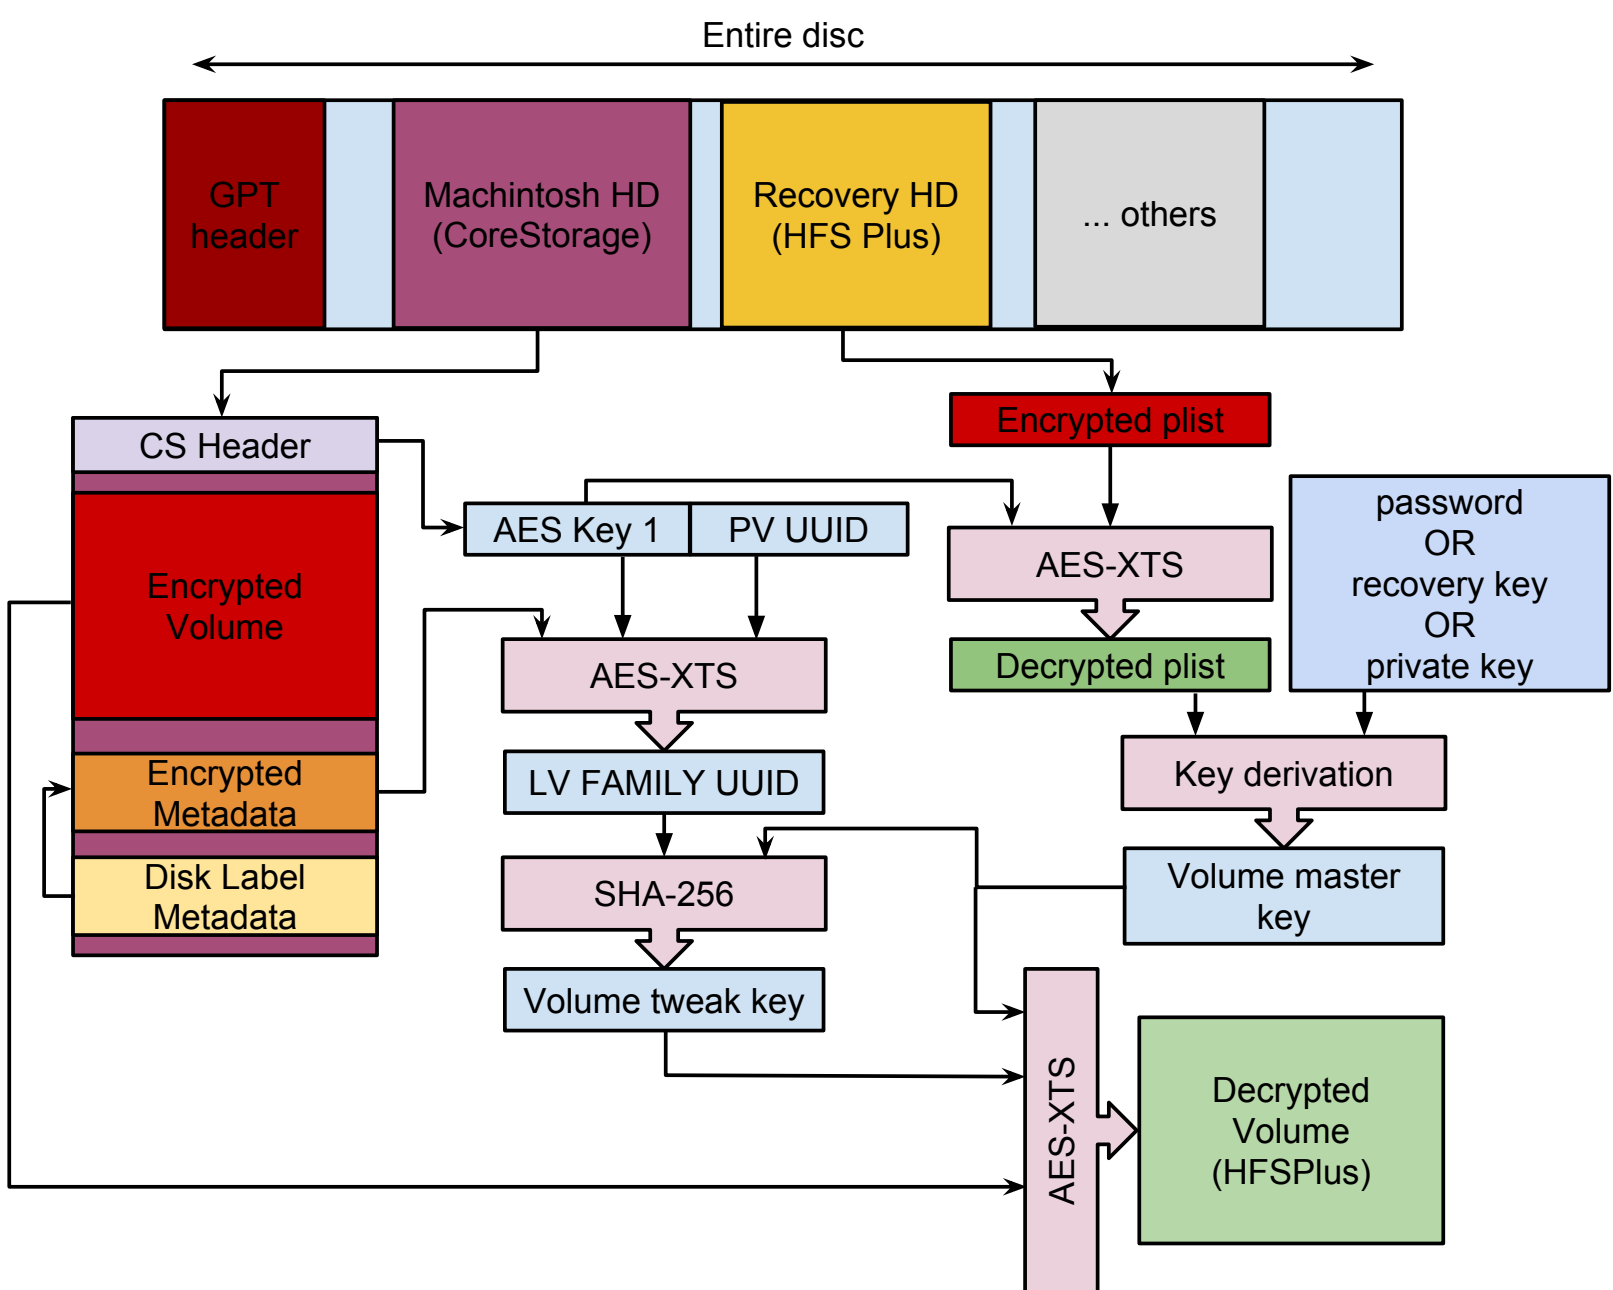 Entire disc
GPT
header
Machintosh HD
(CoreStorage)
Recovery HD
(HFS Plus)
... others
CS Header
Encrypted
Volume
Encrypted
Metadata
Disk Label
Metadata
AES Key 1
PV UUID
AES-XTS
LV FAMILY UUID
SHA-256
Volume tweak key
Encrypted plist
AES-XTS
Decrypted plist
password
OR
recovery key
OR
private key
Key derivation
Volume master
key
AES-XTS
Decrypted
Volume
(HFSPlus)